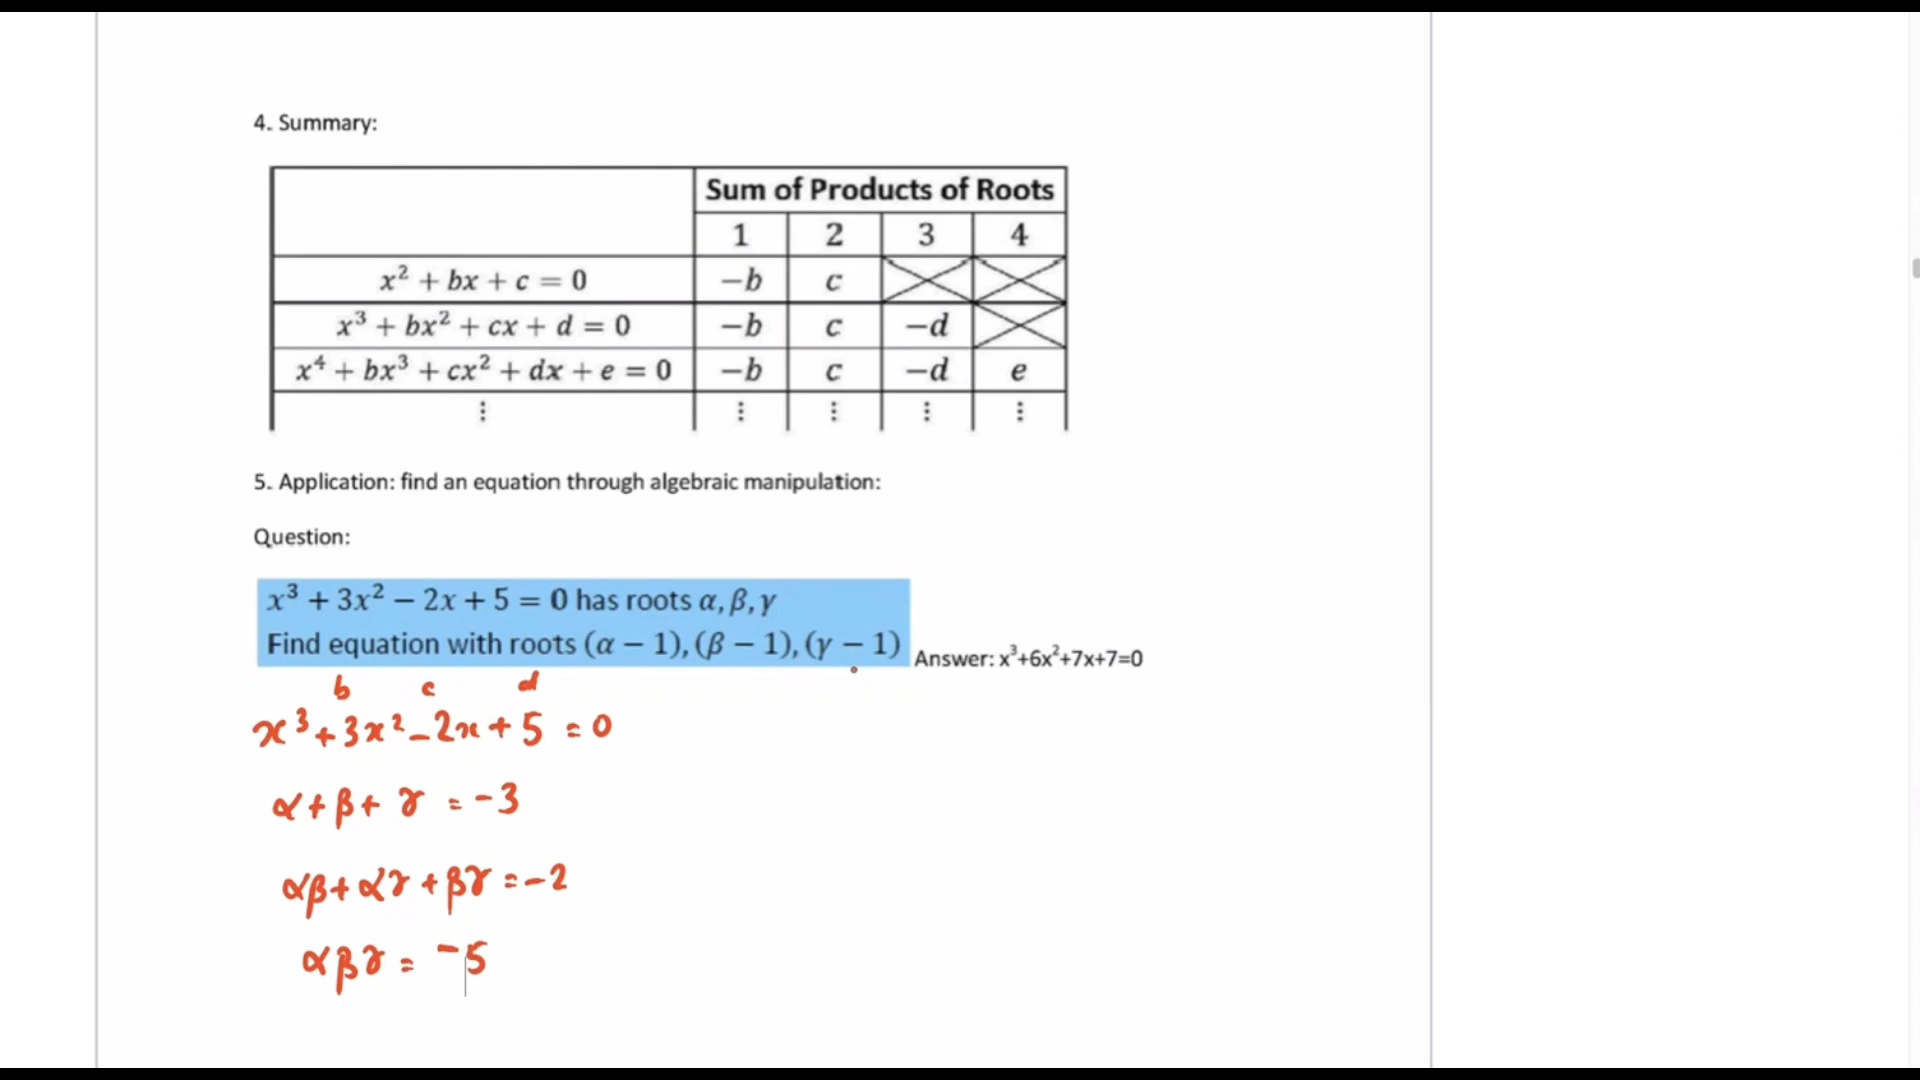 4. Summary:
Sum of Products of Roots
1 2 3 4
x² + bx + c = 0 −b c
x³ + bx² + cx + d = 0 −b c −d
x⁴ + bx³ + cx² + dx + e = 0 −b c −d e
⋮ ⋮ ⋮ ⋮ ⋮
5. Application: find an equation through algebraic manipulation:
Question:
x³ + 3x² − 2x + 5 = 0 has roots α, β, γ
Find equation with roots (α − 1), (β − 1), (γ − 1) Answer: x³+6x²+7x+7=0
b c d
x³ + 3x² − 2x + 5 = 0
α + β + γ = −3
αβ + αγ + βγ = −2
αβγ = −5